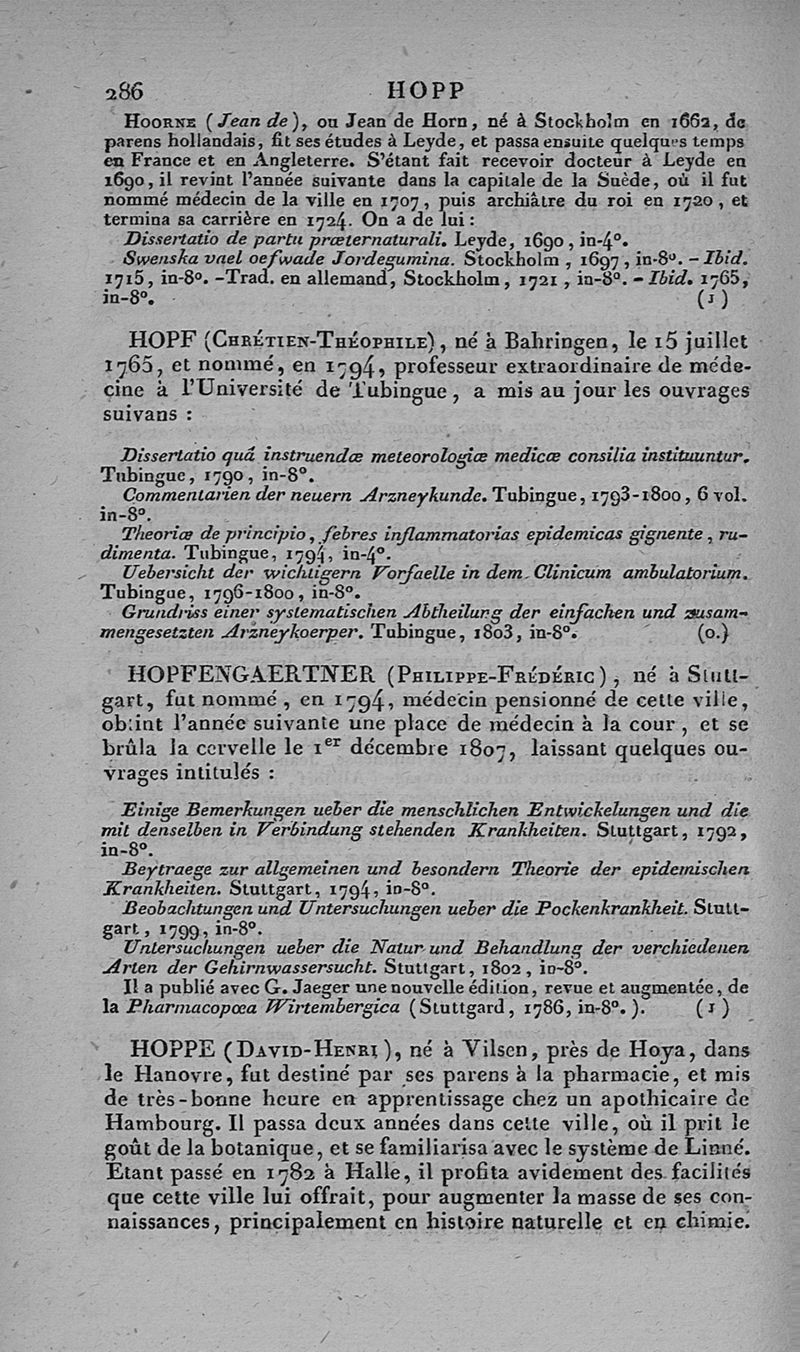 286 HOPP
HOORNE (Jean de), ou Jean de Horn, né à Stockholm en 1662, de
parens hollandais, fit ses études à Leyde, et passa ensuite quelques temps
en France et en Angleterre. S'étant fait recevoir docteur à Leyde en
1690, il revint l'année suivante dans la capitale de la Suède, où il fut
nommé médecin de la ville en 1707, puis archiâtre du roi en 1720, et
termina sa carrière en 1724. On a de lui :
Dissertatio de partu præternaturali. Leyde, 1690, in-4°.
Swenska vael oefwade Jordegumina. Stockholm, 1697, in-8°. - Ibid.
1715, in-8°. -Trad. en allemand, Stockholm, 1721, in-8°. - Ibid. 1765,
in-8°. (1)
HOPF (CHRÉTIEN-THÉOPHILE), né à Bahringen, le 15 juillet
1765, et nommé, en 1794, professeur extraordinaire de méde-
cine à l'Université de Tubingue, a mis au jour les ouvrages
suivans :
Dissertatio quâ instruendæ meteorologiæ medicæ consilia instituuntur.
Tubingue, 1790, in-8°.
Commentarien der neuern Arzneykunde. Tubingue, 1793-1800, 6 vol.
in-8°.
Theoriæ de principio, febres inflammatorias epidemicas gignente, ru-
dimenta. Tubingue, 1794, in-4°.
Uebersicht der wichtigern Vorfaelle in dem Clinicum ambulatorium.
Tubingue, 1796-1800, in-8°.
Grundriss einer systematischen Abtheilung der einfachen und zusam-
mengesetzten Arzneykoerper. Tubingue, 1803, in-8°. (o.)
HOPFENGAERTNER (PHILIPPE-FRÉDÉRIC), né à Stutt-
gart, fut nommé, en 1794, médecin pensionné de cette ville,
obtint l'année suivante une place de médecin à la cour, et se
brûla la cervelle le 1er décembre 1807, laissant quelques ou-
vrages intitulés :
Einige Bemerkungen ueber die menschlichen Entwickelungen und die
mit denselben in Verbindung stehenden Krankheiten. Stuttgart, 1792,
in-8°.
Beytraege zur allgemeinen und besondern Theorie der epidemischen
Krankheiten. Stuttgart, 1794, in-8°.
Beobachtungen und Untersuchungen ueber die Pockenkrankheit. Stutt-
gart, 1799, in-8°.
Untersuchungen ueber die Natur und Behandlung der verchiedenen
Arten der Gehirnwassersucht. Stuttgart, 1802, in-8°.
Il a publié avec G. Jaeger une nouvelle édition, revue et augmentée, de
la Pharmacopœa Wirtembergica (Stuttgard, 1786, in-8°.). (1)
HOPPE (DAVID-HENRI), né à Vilsen, près de Hoya, dans
le Hanovre, fut destiné par ses parens à la pharmacie, et mis
de très-bonne heure en apprentissage chez un apothicaire de
Hambourg. Il passa deux années dans cette ville, où il prit le
goût de la botanique, et se familiarisa avec le système de Linné.
Etant passé en 1782 à Halle, il profita avidement des facilités
que cette ville lui offrait, pour augmenter la masse de ses con-
naissances, principalement en histoire naturelle et en chimie.